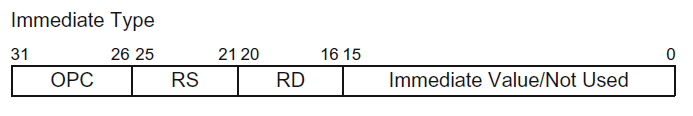 Immediate Type
31 26 25 21 20 16 15 0
OPC RS RD Immediate Value/Not Used